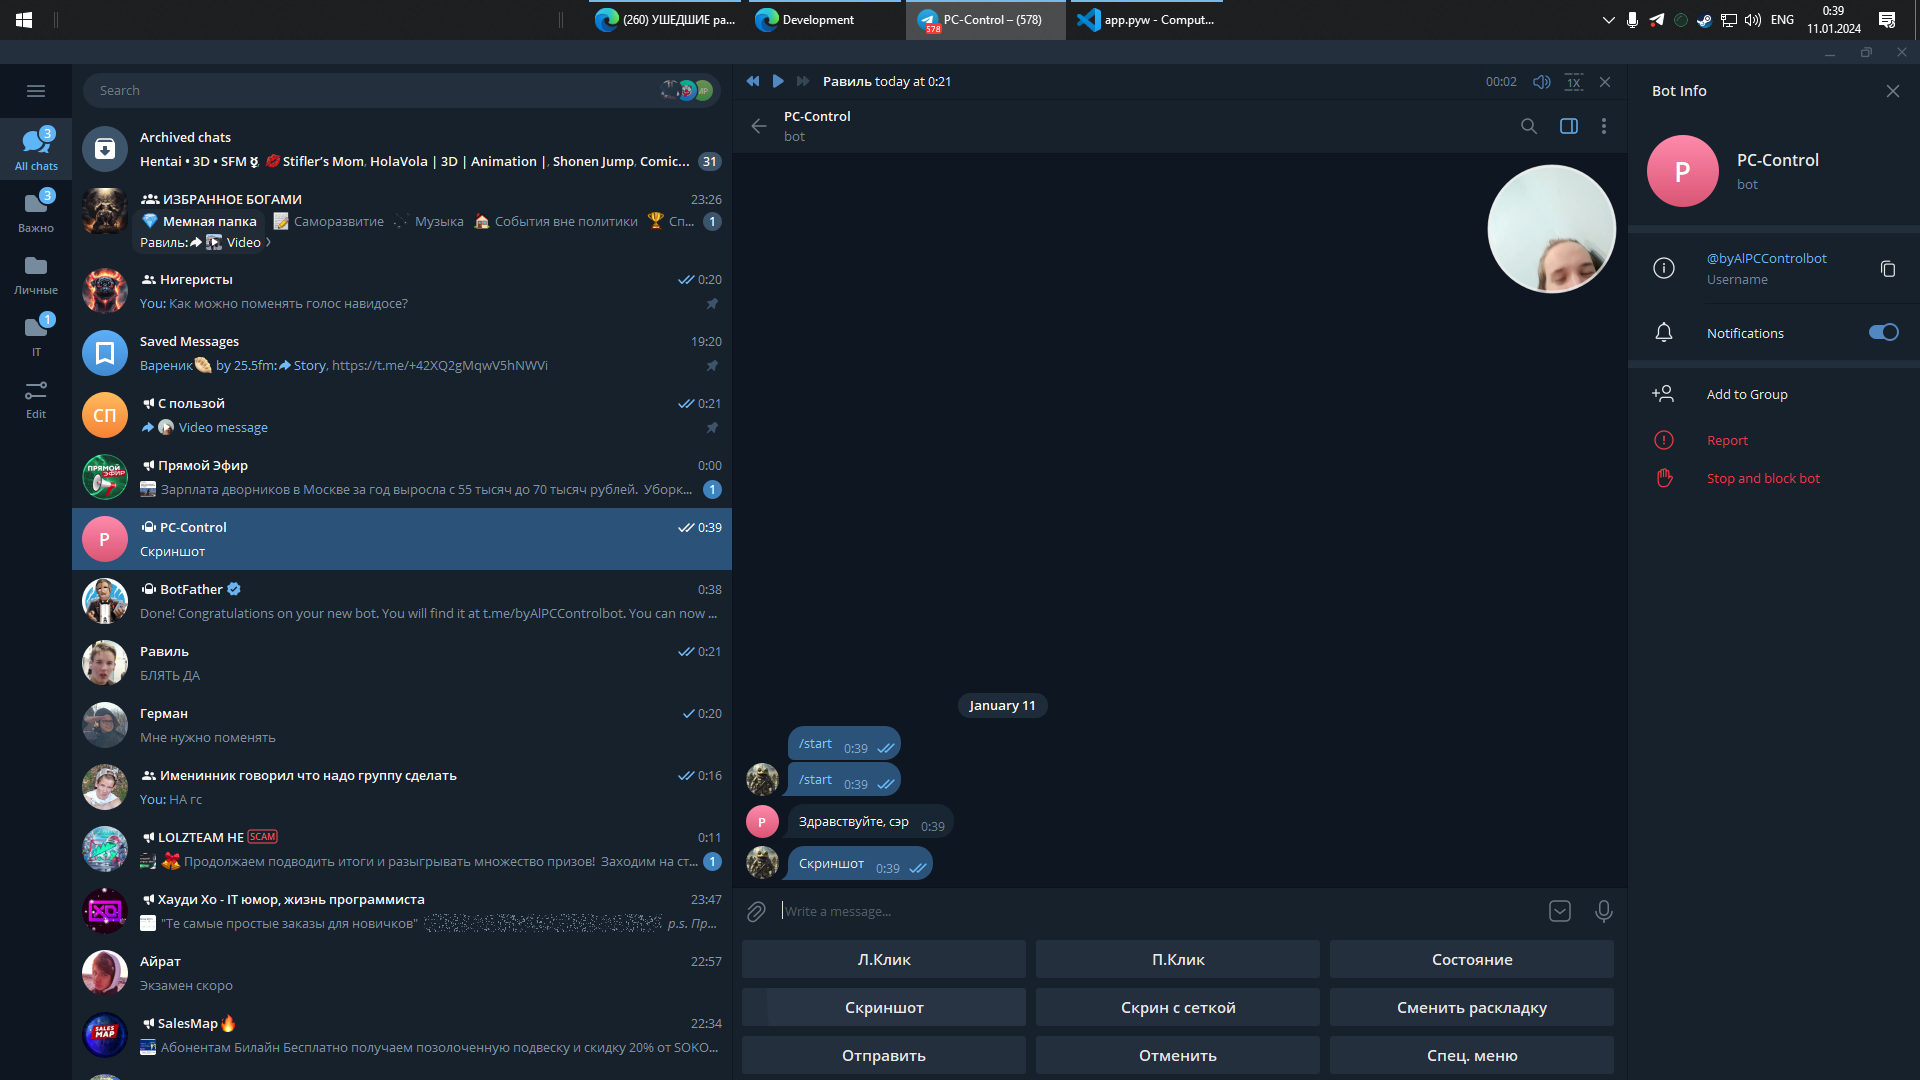 (260) УШЕДШИЕ ра...
Development
PC-Control – (578)
578
app.pyw - Comput...
ENG
0:39
11.01.2024
Search
Равиль today at 0:21
00:02
1X
Bot Info
3
All chats
3
Важно
Личные
1
IT
Edit
Archived chats
Hentai • 3D • SFM 💋 Stifler's Mom, HolaVola | 3D | Animation |, Shonen Jump, Comic...
31
ИЗБРАННОЕ БОГАМИ
23:26
💎 Мемная папка 📝 Саморазвитие Музыка 🏠 События вне политики 🏆 Сп...
1
Равиль: Video
Нигеристы
0:20
You: Как можно поменять голос навидосе?
Saved Messages
19:20
Вареник by 25.5fm: Story, https://t.me/+42XQ2gMqwV5hNWVi
СП
С пользой
0:21
Video message
ПРЯМОЙ
ЭФИР
Прямой Эфир
0:00
Зарплата дворников в Москве за год выросла с 55 тысяч до 70 тысяч рублей. Уборк...
1
P
PC-Control
0:39
Скриншот
BotFather
0:38
Done! Congratulations on your new bot. You will find it at t.me/byAlPCControlbot. You can now ...
Равиль
0:21
БЛЯТЬ ДА
Герман
0:20
Мне нужно поменять
Именинник говорил что надо группу сделать
0:16
You: НА гс
LOLZTEAM НЕ SCAM
0:11
Продолжаем подводить итоги и разыгрывать множество призов! Заходим на ст...
1
XO
Хауди Хо - IT юмор, жизнь программиста
23:47
"Те самые простые заказы для новичков" p.s. Пр...
Айрат
22:57
Экзамен скоро
SALES
MAP
SalesMap🔥
22:34
Абонентам Билайн Бесплатно получаем позолоченную подвеску и скидку 20% от SOKO...
PC-Control
bot
January 11
/start 0:39
/start 0:39
P
Здравствуйте, сэр 0:39
Скриншот 0:39
Write a message...
Л.Клик
П.Клик
Состояние
Скриншот
Скрин с сеткой
Сменить раскладку
Отправить
Отменить
Спец. меню
P
PC-Control
bot
@byAlPCControlbot
Username
Notifications
Add to Group
Report
Stop and block bot